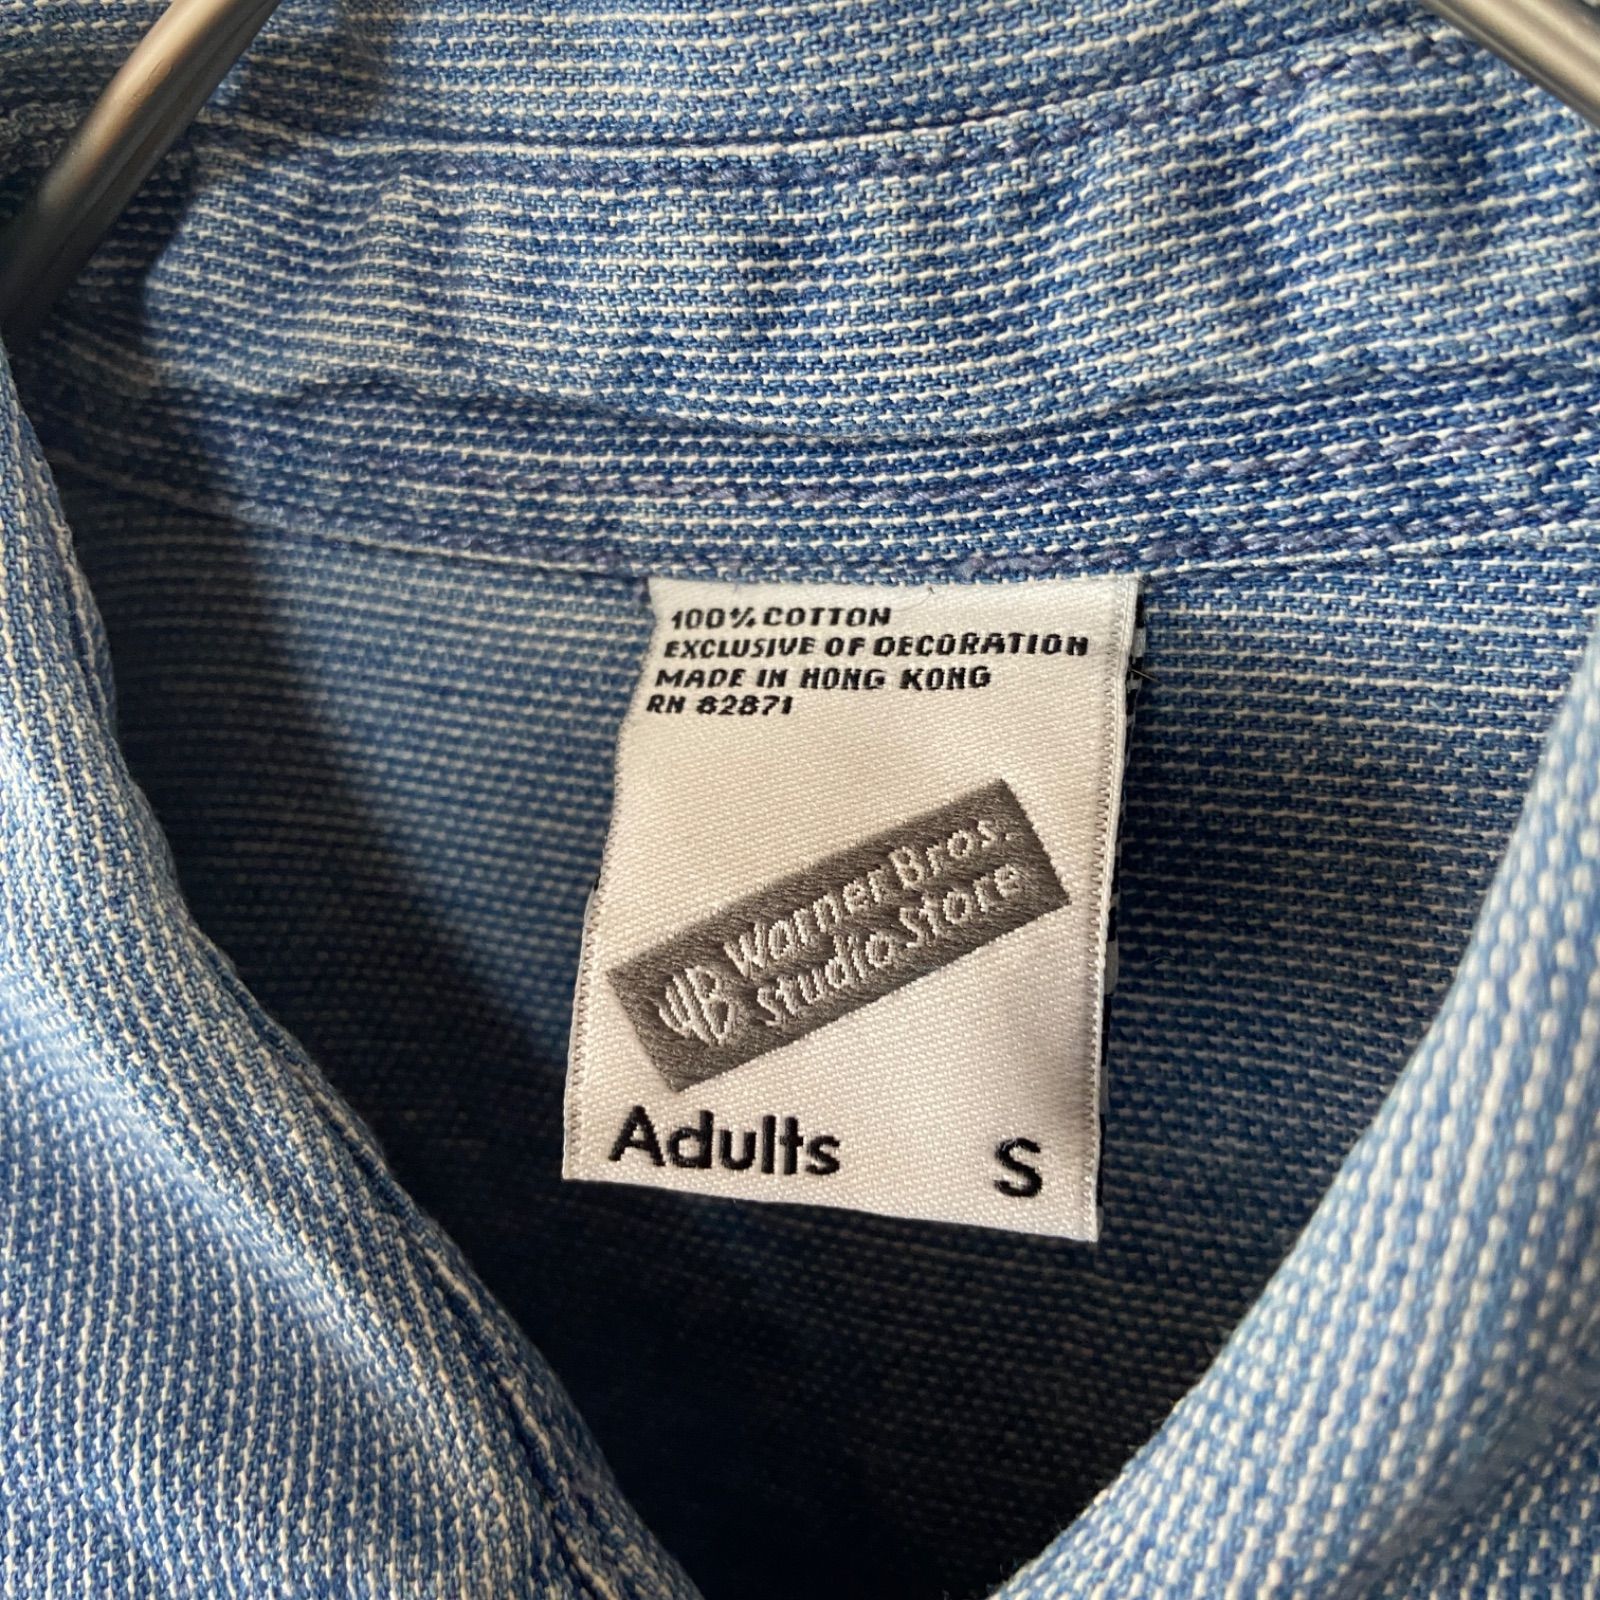 100% COTTON
EXCLUSIVE OF DECORATION
MADE IN HONG KONG
RN 82871
WB Warner Bros.
Studio Store
Adults S